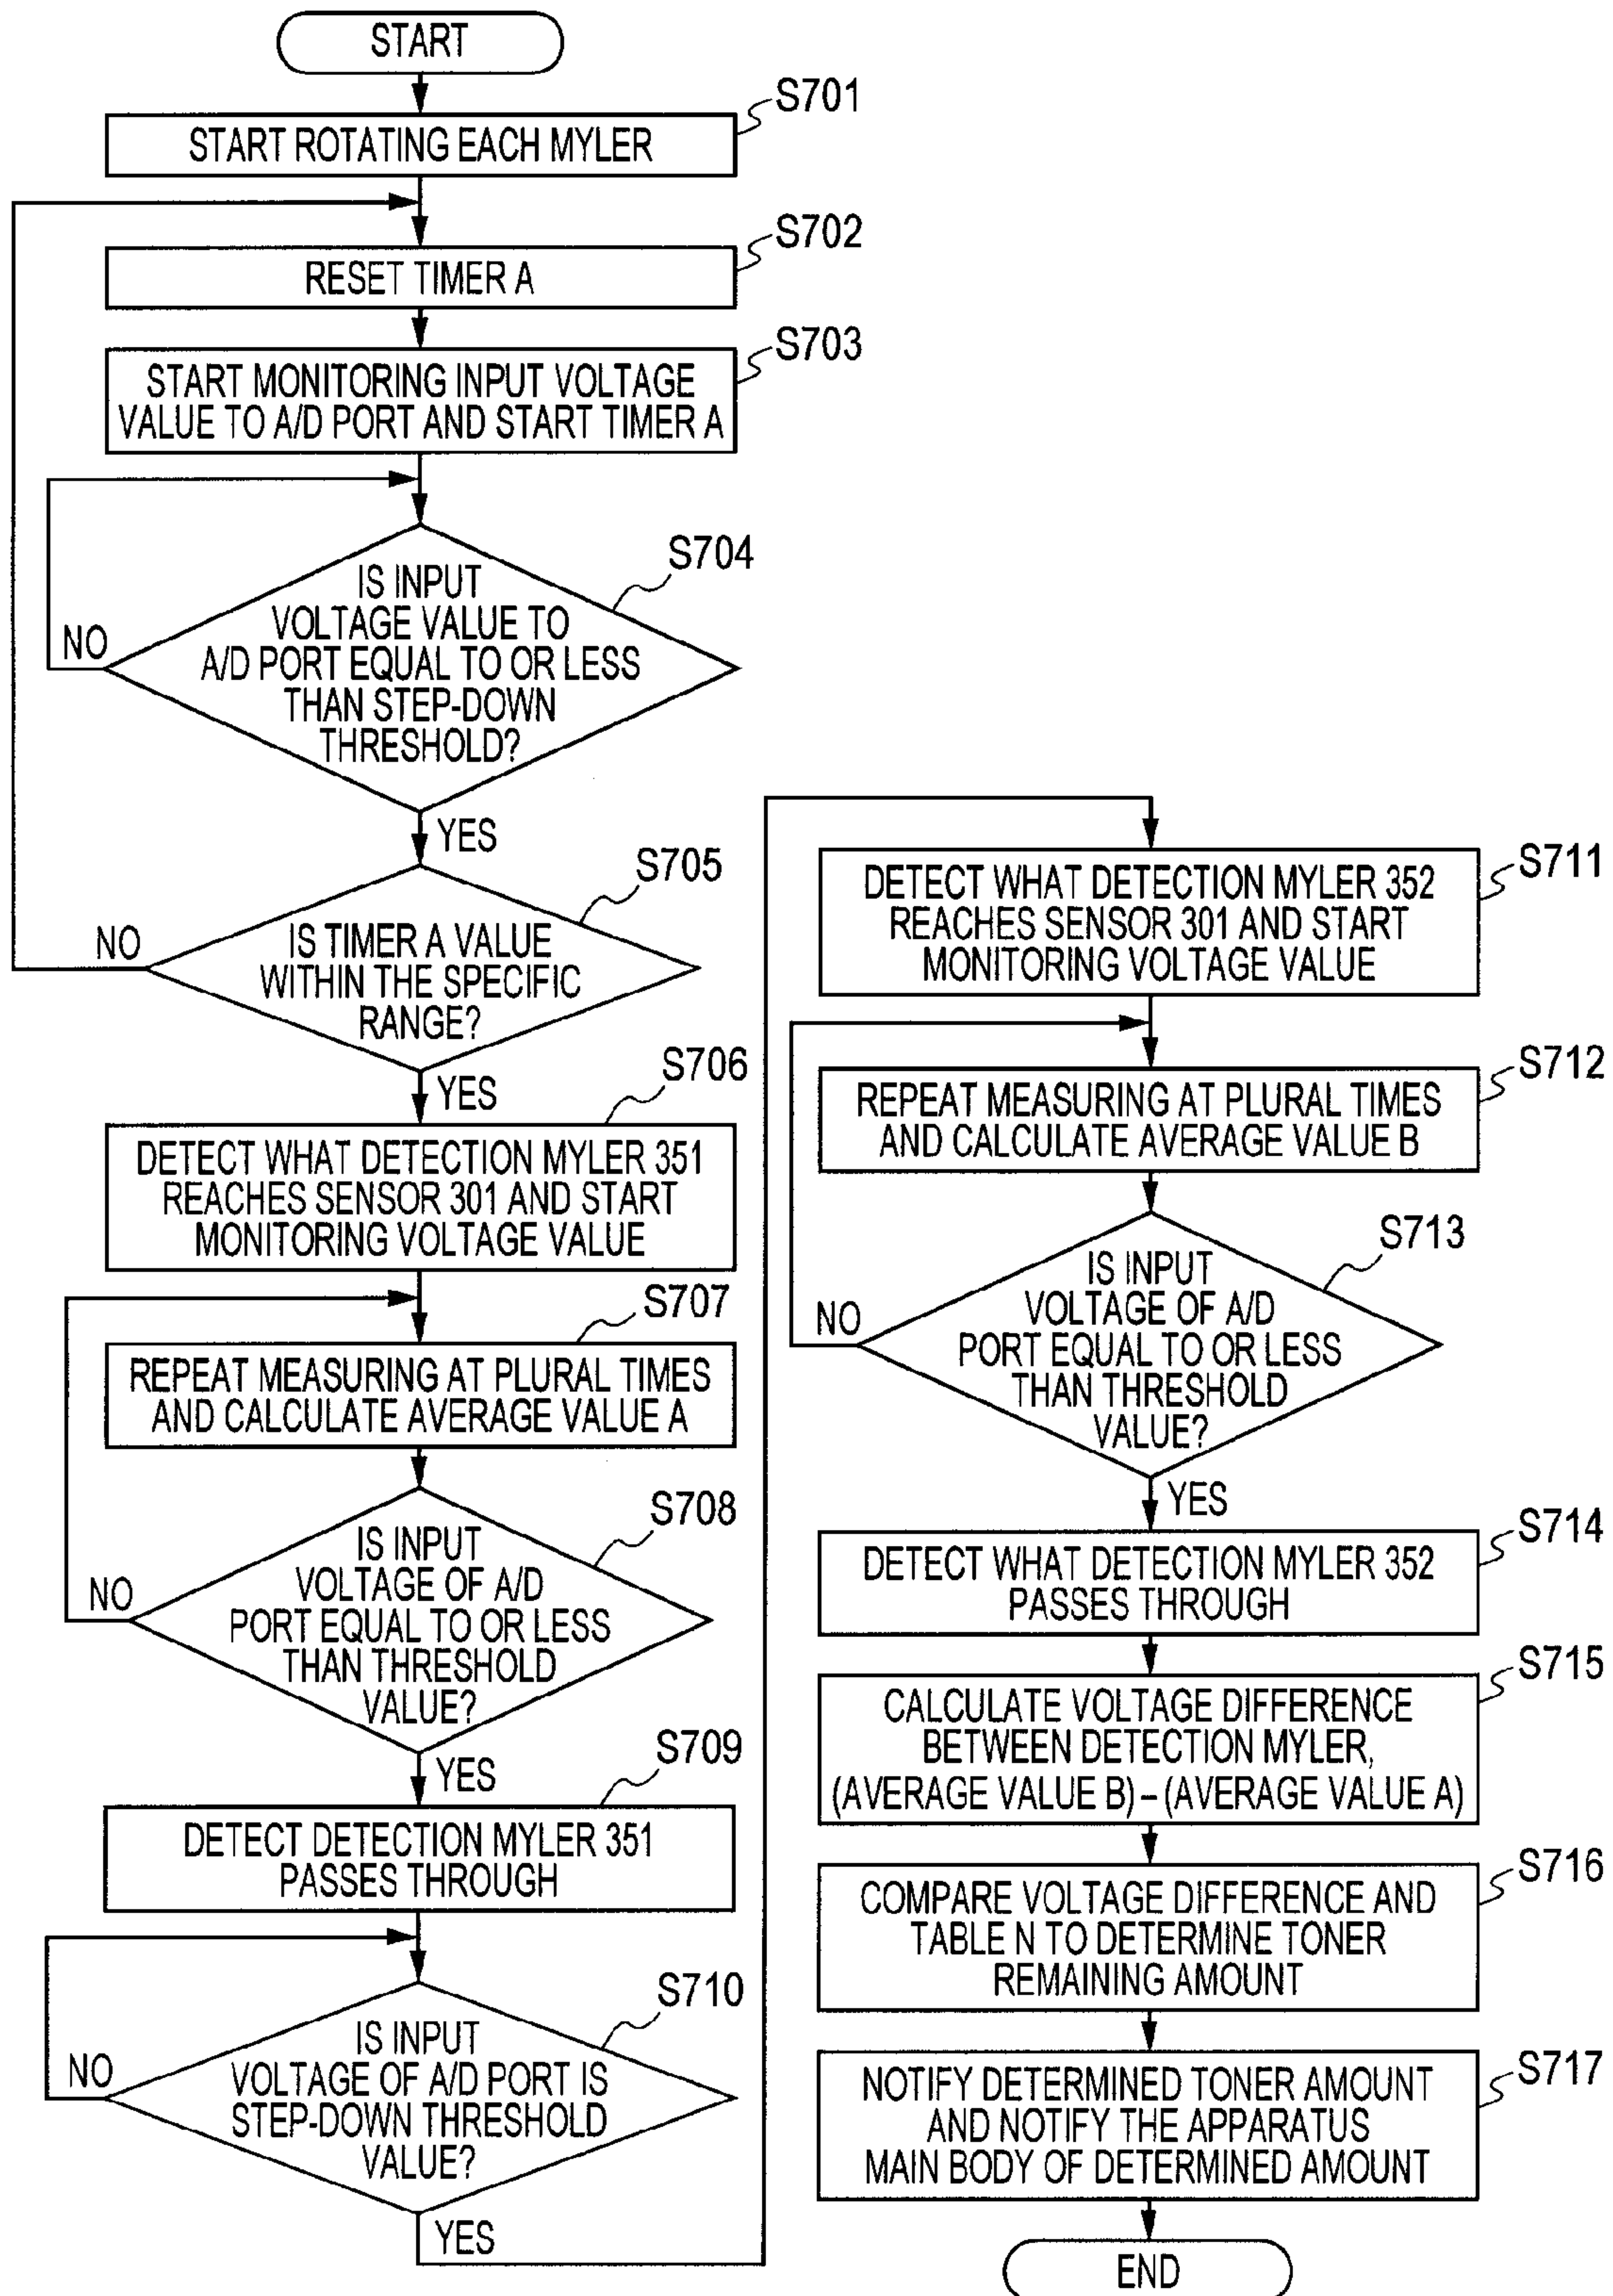 START
S701
START ROTATING EACH MYLER
S702
RESET TIMER A
S703
START MONITORING INPUT VOLTAGE
VALUE TO A/D PORT AND START TIMER A
S704
IS INPUT
VOLTAGE VALUE TO
A/D PORT EQUAL TO OR LESS
THAN STEP-DOWN
THRESHOLD?
NO
YES
S705
IS TIMER A VALUE
WITHIN THE SPECIFIC
RANGE?
NO
YES
S706
DETECT WHAT DETECTION MYLER 351
REACHES SENSOR 301 AND START
MONITORING VOLTAGE VALUE
S707
REPEAT MEASURING AT PLURAL TIMES
AND CALCULATE AVERAGE VALUE A
S708
IS INPUT
VOLTAGE OF A/D
PORT EQUAL TO OR LESS
THAN THRESHOLD
VALUE?
NO
YES
S709
DETECT DETECTION MYLER 351
PASSES THROUGH
S710
IS INPUT
VOLTAGE OF A/D PORT IS
STEP-DOWN THRESHOLD
VALUE?
NO
YES
S711
DETECT WHAT DETECTION MYLER 352
REACHES SENSOR 301 AND START
MONITORING VOLTAGE VALUE
S712
REPEAT MEASURING AT PLURAL TIMES
AND CALCULATE AVERAGE VALUE B
S713
IS INPUT
VOLTAGE OF A/D
PORT EQUAL TO OR LESS
THAN THRESHOLD
VALUE?
NO
YES
S714
DETECT WHAT DETECTION MYLER 352
PASSES THROUGH
S715
CALCULATE VOLTAGE DIFFERENCE
BETWEEN DETECTION MYLER,
(AVERAGE VALUE B) – (AVERAGE VALUE A)
S716
COMPARE VOLTAGE DIFFERENCE AND
TABLE N TO DETERMINE TONER
REMAINING AMOUNT
S717
NOTIFY DETERMINED TONER AMOUNT
AND NOTIFY THE APPARATUS
MAIN BODY OF DETERMINED AMOUNT
END